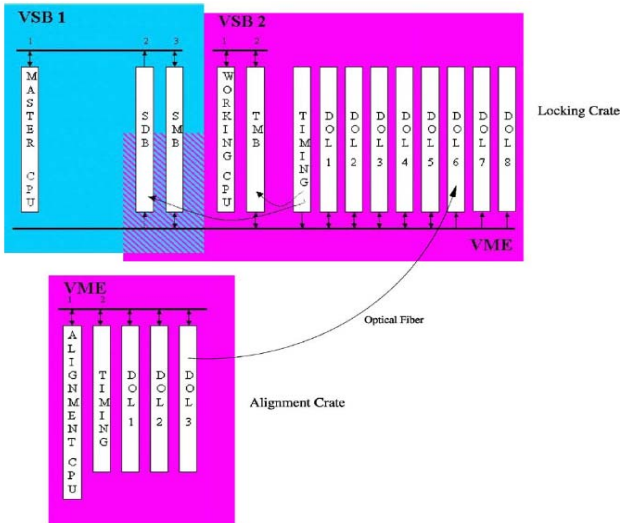 VSB 1
VSB 2
1 2 3 1 2
MASTER CPU
SDB
SMB
WORKING CPU
TMB
TIMING
DOL 1
DOL 2
DOL 3
DOL 4
DOL 5
DOL 6
DOL 7
DOL 8
Locking Crate
VME
VME
1 2
ALIGNMENT CPU
TIMING
DOL 1
DOL 2
DOL 3
Optical Fiber
Alignment Crate